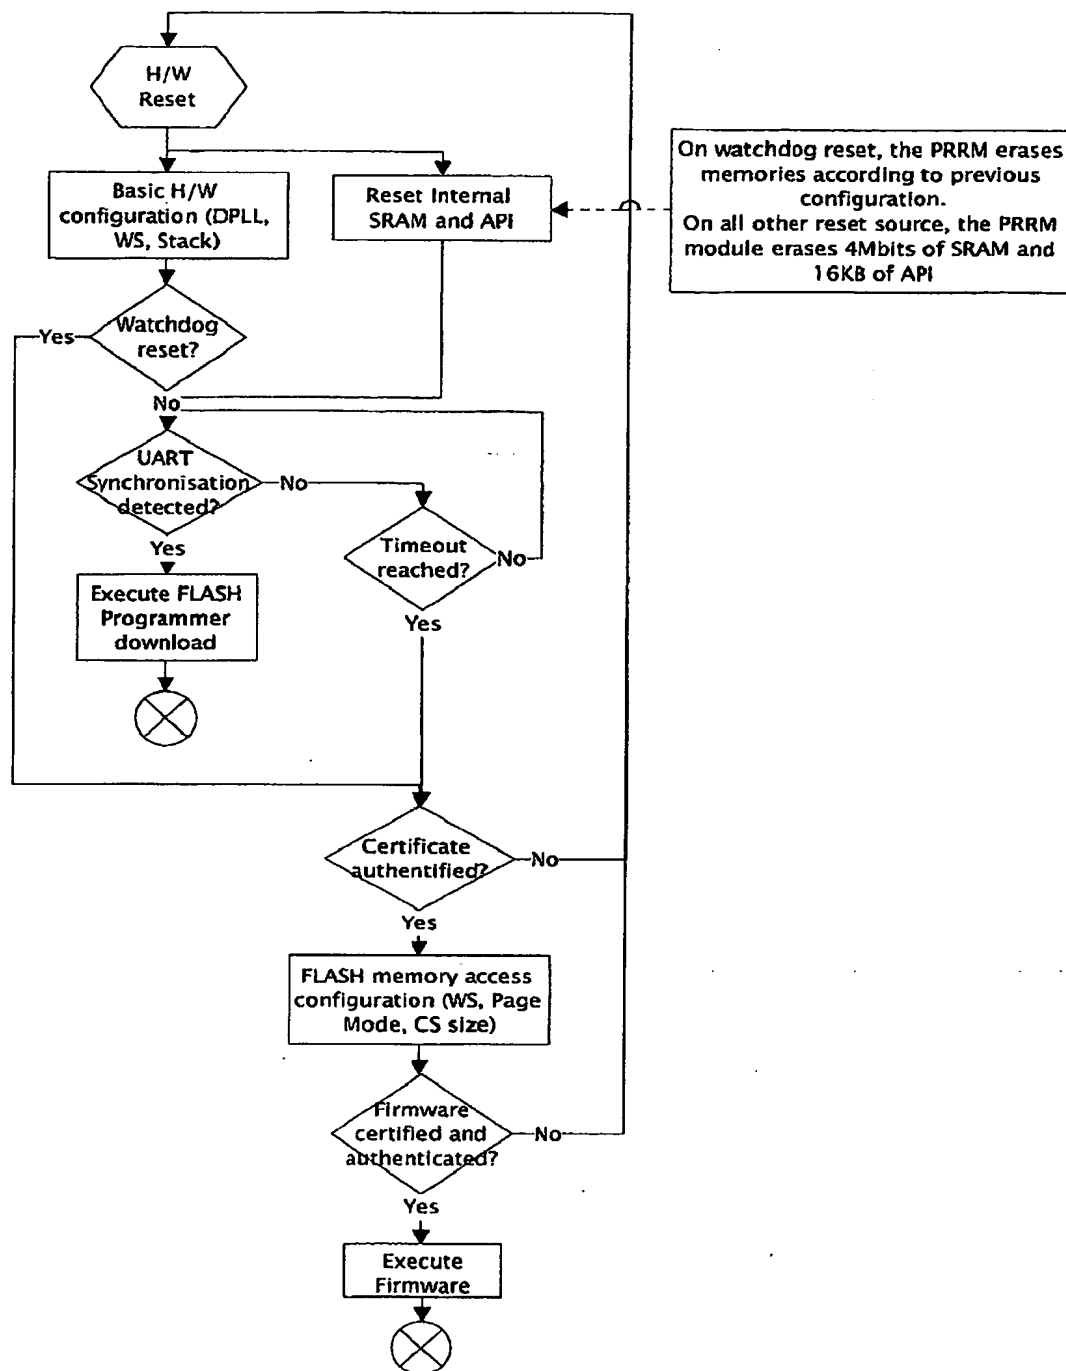 H/W
Reset
On watchdog reset, the PRRM erases
memories according to previous
configuration.
On all other reset source, the PRRM
module erases 4Mbits of SRAM and
16KB of API
Basic H/W
configuration (DPLL,
WS, Stack)
Reset Internal
SRAM and API
Yes
Watchdog
reset?
No
UART
Synchronisation
detected?
No
Yes
Timeout
reached?
No
Execute FLASH
Programmer
download
Yes
Certificate
authentified?
No
Yes
FLASH memory access
configuration (WS, Page
Mode, CS size)
Firmware
certified and
authenticated?
No
Yes
Execute
Firmware